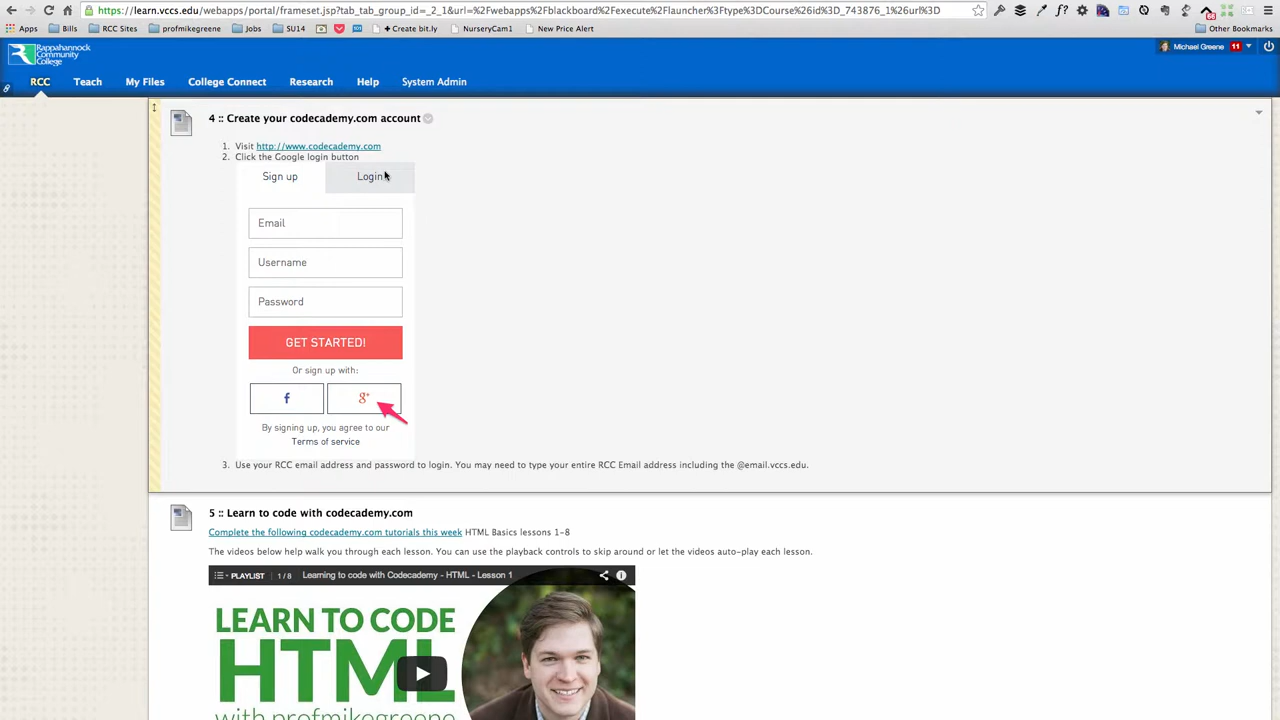 https://learn.vccs.edu/webapps/portal/frameset.jsp?tab_tab_group_id=_2_1&url=%2Fwebapps%2Fblackboard%2Fexecute%2Flauncher%3Ftype%3DCourse%26id%3D_743876_1%26url%3D
Apps Bills RCC Sites profmikegreene Jobs SU14 + Create bit.ly NurseryCam1 New Price Alert Other Bookmarks
66
Rappahannock
Community
College
Michael Greene 11
RCC Teach My Files College Connect Research Help System Admin
4 :: Create your codecademy.com account
1. Visit http://www.codecademy.com
2. Click the Google login button
Sign up Login
Email
Username
Password
GET STARTED!
Or sign up with:
f g+
By signing up, you agree to our
Terms of service
3. Use your RCC email address and password to login. You may need to type your entire RCC Email address including the @email.vccs.edu.
5 :: Learn to code with codecademy.com
Complete the following codecademy.com tutorials this week HTML Basics lessons 1-8
The videos below help walk you through each lesson. You can use the playback controls to skip around or let the videos auto-play each lesson.
PLAYLIST 1/8 Learning to code with Codecademy - HTML - Lesson 1
LEARN TO CODE
HTML
with profmikegreene